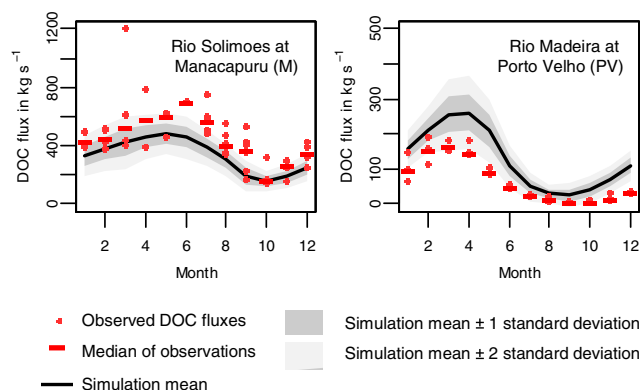 1200
800
400
0
DOC flux in kg s⁻¹
Rio Solimoes at
Manacapuru (M)
2 4 6 8 10 12
Month
500
300
100
0
DOC flux in kg s⁻¹
Rio Madeira at
Porto Velho (PV)
2 4 6 8 10 12
Month
Observed DOC fluxes
Median of observations
Simulation mean
Simulation mean ± 1 standard deviation
Simulation mean ± 2 standard deviation